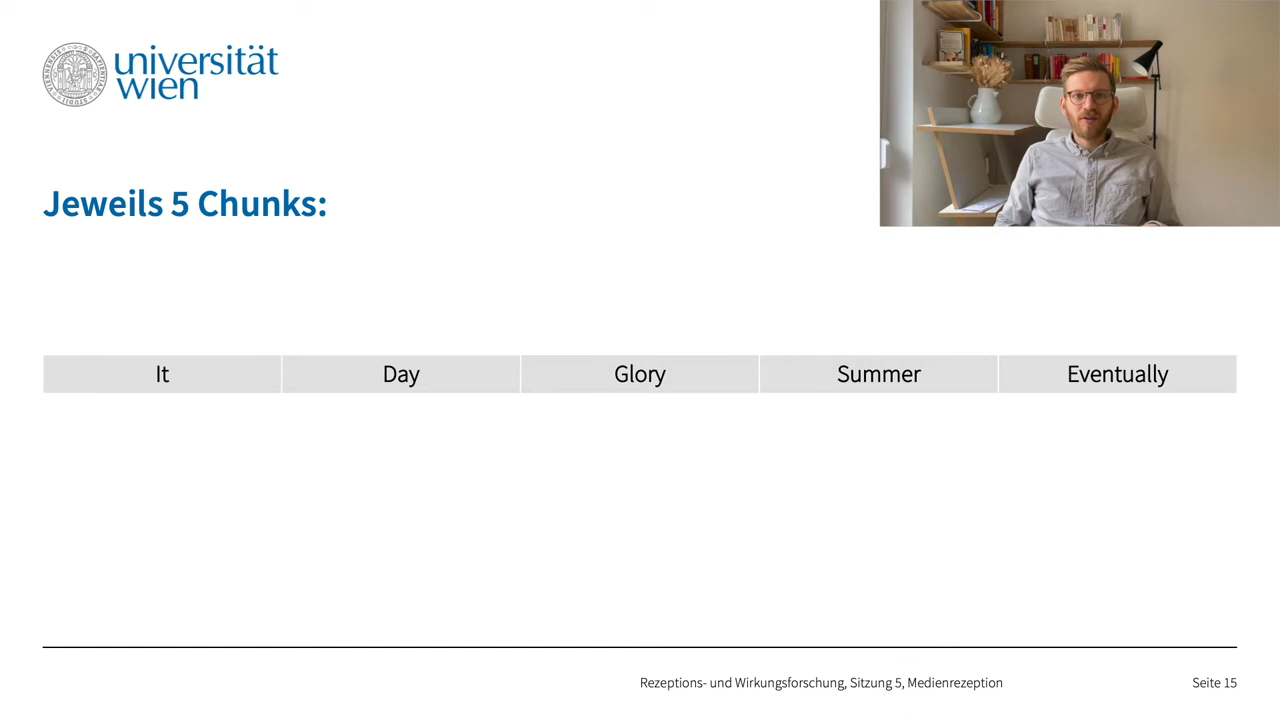 universität
wien
Jeweils 5 Chunks:
It Day Glory Summer Eventually
Rezeptions- und Wirkungsforschung, Sitzung 5, Medienrezeption Seite 15